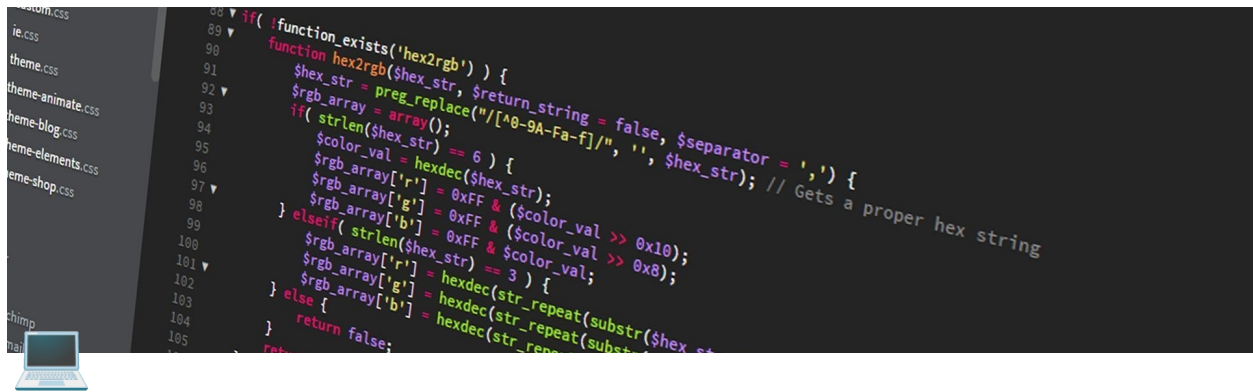 ustom.css
ie.css
theme.css
theme-animate.css
heme-blog.css
heme-elements.css
eme-shop.css
chimp
mail
88 if( !function_exists('hex2rgb') ) {
89 function hex2rgb($hex_str, $return_string = false, $separator = ',') {
90 $hex_str = preg_replace("/[^0-9A-Fa-f]/", '', $hex_str); // Gets a proper hex string
91 $rgb_array = array();
92 if( strlen($hex_str) == 6 ) {
93 $color_val = hexdec($hex_str);
94 $rgb_array['r'] = 0xFF & ($color_val >> 0x10);
95 $rgb_array['g'] = 0xFF & ($color_val >> 0x8);
96 $rgb_array['b'] = 0xFF & $color_val;
97 } elseif( strlen($hex_str) == 3 ) {
98 $rgb_array['r'] = hexdec(str_repeat(substr($hex_st
99 $rgb_array['g'] = hexdec(str_repeat(subst
100 $rgb_array['b'] = hexdec(str_repe
101 } else {
102 return false;
103 }
104
105